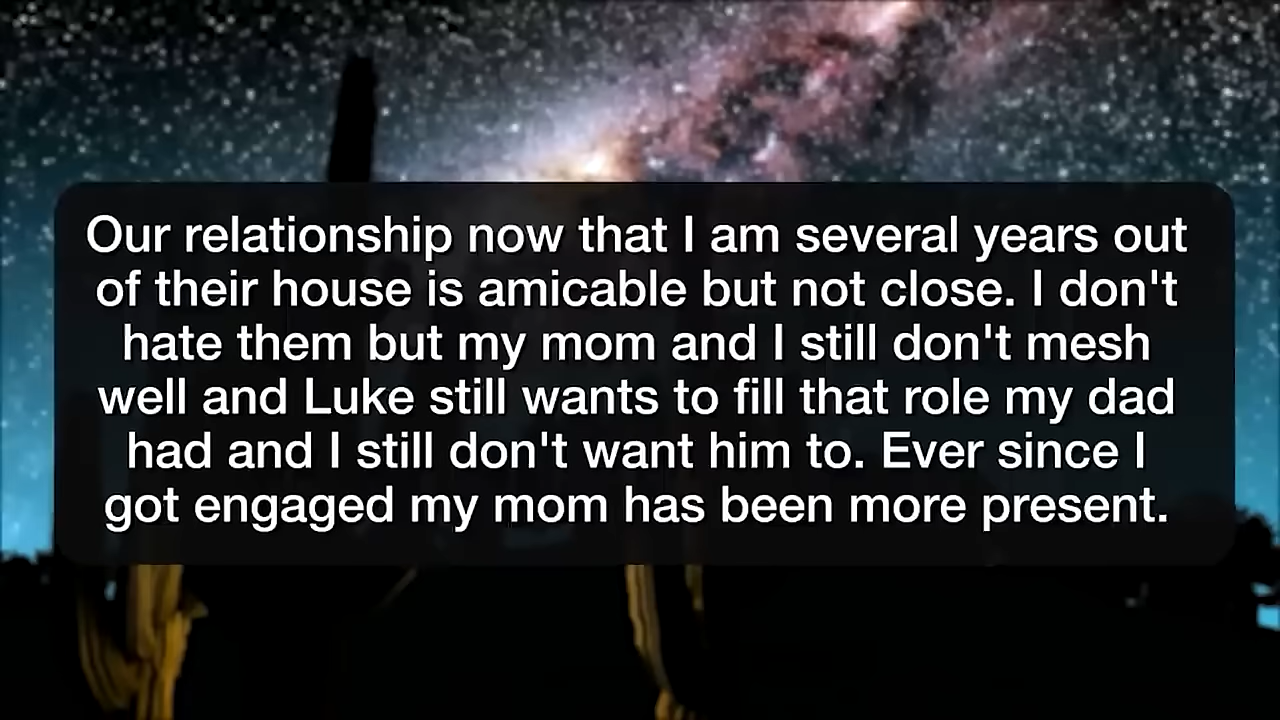 Our relationship now that I am several years out
of their house is amicable but not close. I don't
hate them but my mom and I still don't mesh
well and Luke still wants to fill that role my dad
had and I still don't want him to. Ever since I
got engaged my mom has been more present.